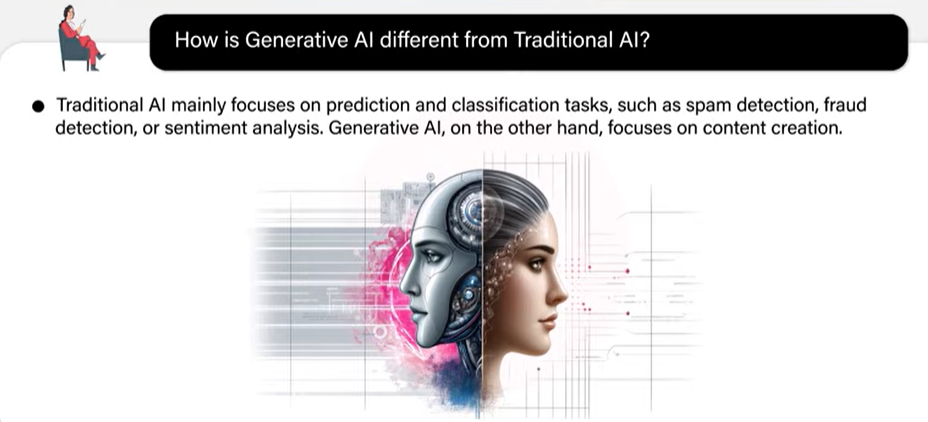 How is Generative AI different from Traditional AI?
● Traditional AI mainly focuses on prediction and classification tasks, such as spam detection, fraud
detection, or sentiment analysis. Generative AI, on the other hand, focuses on content creation.